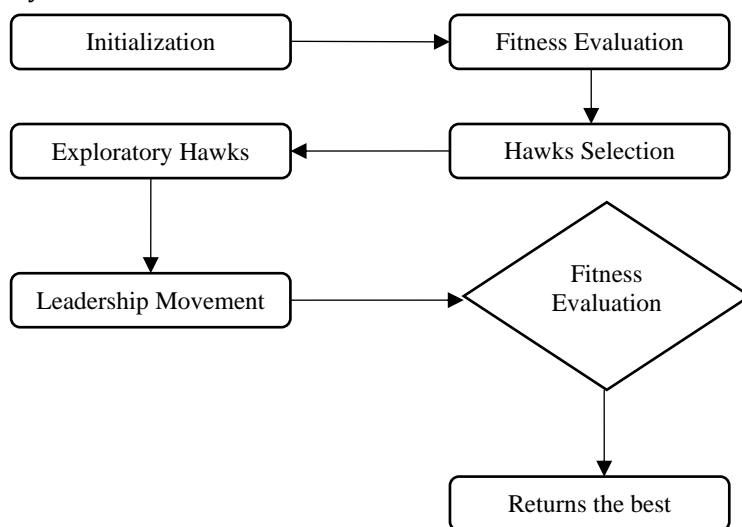 Initialization
Fitness Evaluation
Hawks Selection
Exploratory Hawks
Leadership Movement
Fitness
Evaluation
Returns the best